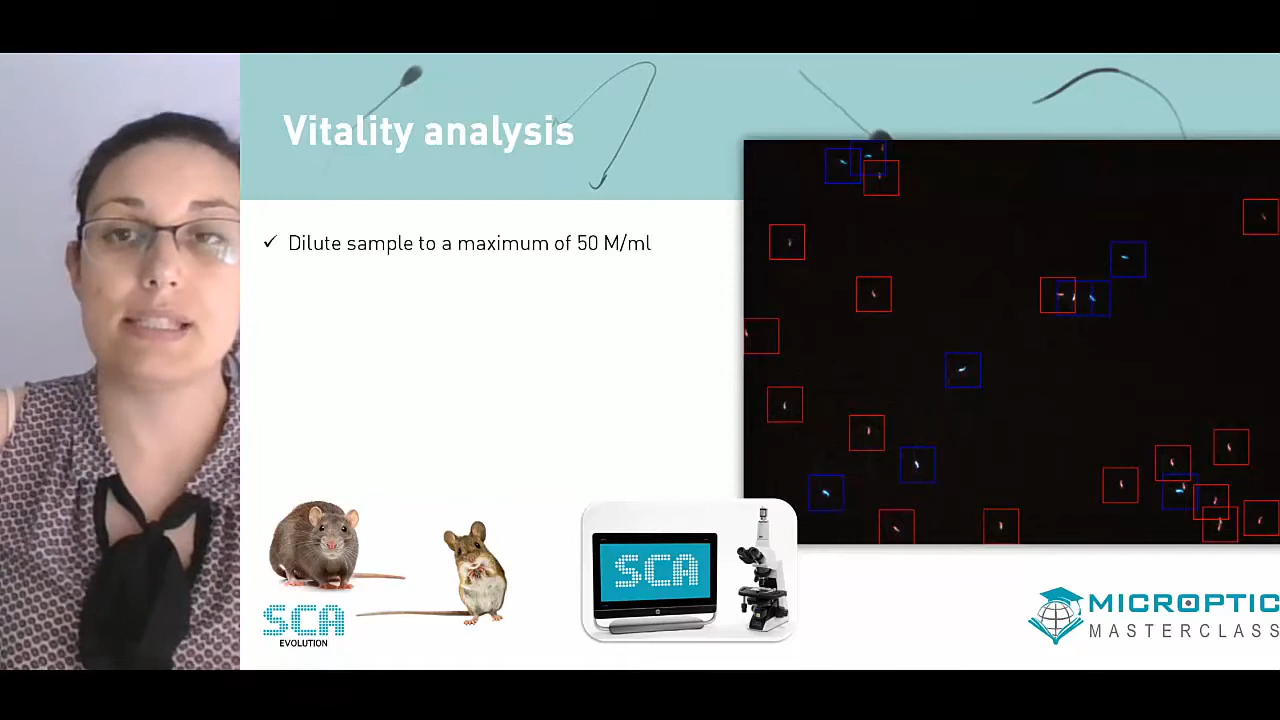 Vitality analysis
✓ Dilute sample to a maximum of 50 M/ml
SCA
SCA
EVOLUTION
MICROPTIC
MASTERCLASS